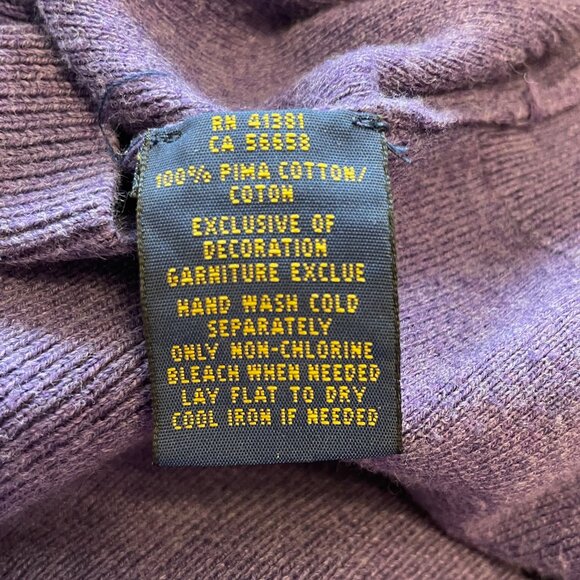 RN 41381
CA 56658
100% PIMA COTTON/
COTON
EXCLUSIVE OF
DECORATION
GARNITURE EXCLUE
HAND WASH COLD
SEPARATELY
ONLY NON-CHLORINE
BLEACH WHEN NEEDED
LAY FLAT TO DRY
COOL IRON IF NEEDED